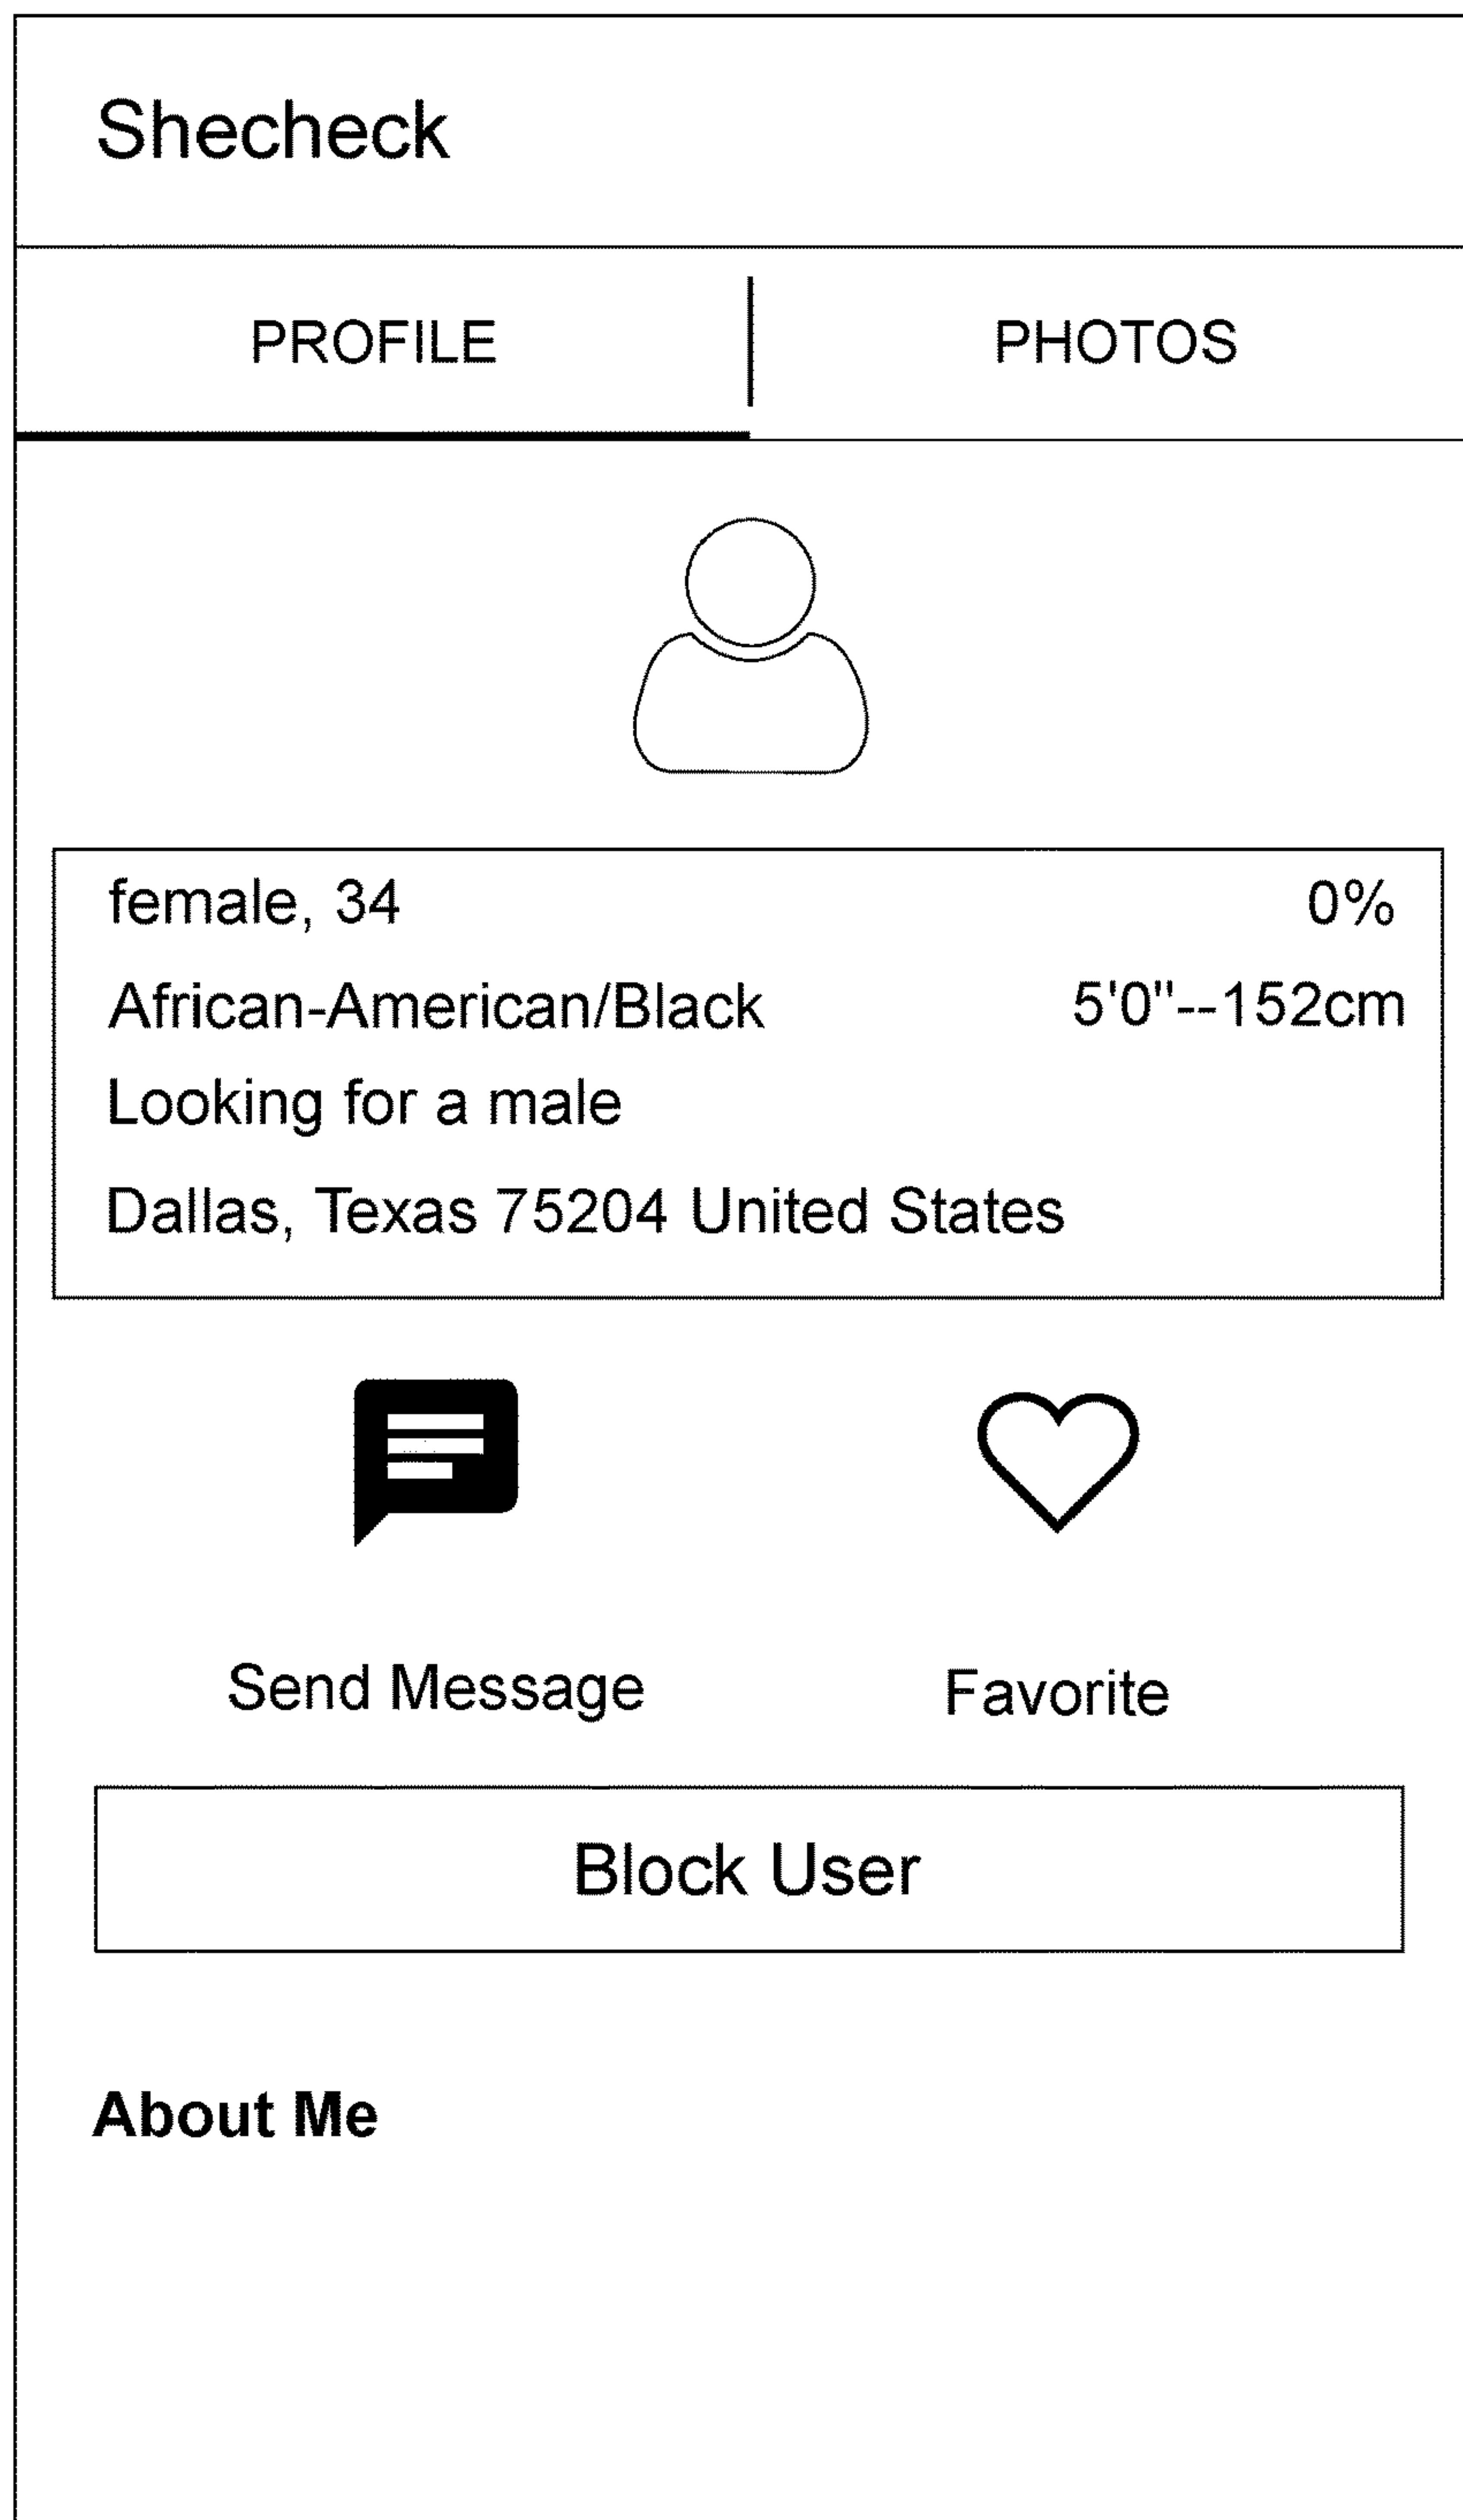 Shecheck
PROFILE PHOTOS
female, 34 0%
African-American/Black 5'0"--152cm
Looking for a male
Dallas, Texas 75204 United States
Send Message Favorite
Block User
About Me